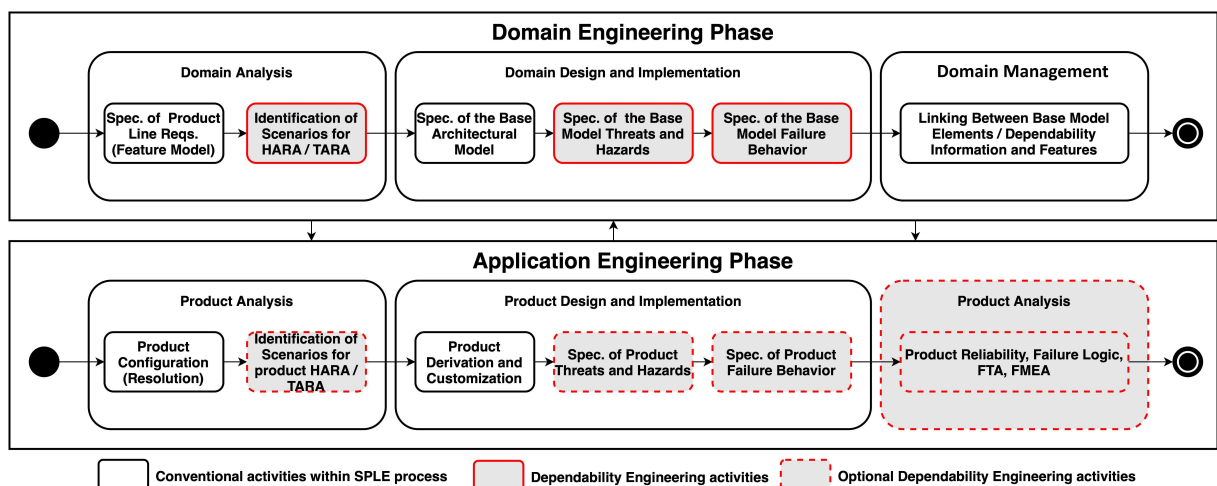 Domain Engineering Phase
Domain Analysis
Spec. of Product
Line Reqs.
(Feature Model)
Identification of
Scenarios for
HARA / TARA
Domain Design and Implementation
Spec. of the Base
Architectural
Model
Spec. of the Base
Model Threats and
Hazards
Spec. of the Base
Model Failure
Behavior
Domain Management
Linking Between Base Model
Elements / Dependability
Information and Features
Application Engineering Phase
Product Analysis
Product
Configuration
(Resolution)
Identification of
Scenarios for
product HARA /
TARA
Product Design and Implementation
Product
Derivation and
Customization
Spec. of Product
Threats and Hazards
Spec. of Product
Failure Behavior
Product Analysis
Product Reliability, Failure Logic,
FTA, FMEA
Conventional activities within SPLE process
Dependability Engineering activities
Optional Dependability Engineering activities